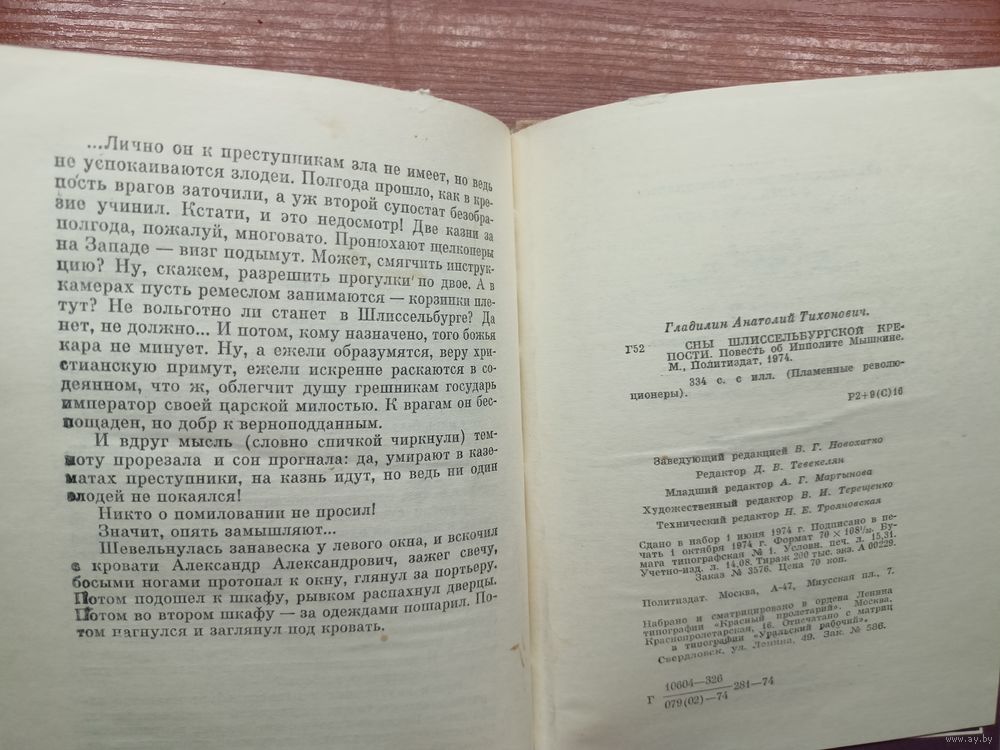 ...Лично он к преступникам зла не имеет, но ведь
не успокаиваются злодеи. Полгода прошло, как в кре-
пость врагов заточили, а уж второй супостат безобра-
зие учинил. Кстати, и это недосмотр! Две казни за
полгода, пожалуй, многовато. Пронюхают щелкоперы
на Западе — визг подымут. Может, смягчить инструк-
цию? Ну, скажем, разрешить прогулки по двое. А в
камерах пусть ремеслом занимаются — корзинки пле-
тут? Не вольготно ли станет в Шлиссельбурге? Да
нет, не должно... И потом, кому назначено, того божья
кара не минует. Ну, а ежели образумятся, веру хри-
стианскую примут, ежели искренне раскаются в со-
деянном, что ж, облегчит душу грешникам государь
император своей царской милостью. К врагам он бес-
пощаден, но добр к верноподданным.
И вдруг мысль (словно спичкой чиркнули) тем-
ноту прорезала и сон прогнала: да, умирают в казе-
матах преступники, на казнь идут, но ведь ни один
злодей не покаялся!
Никто о помиловании не просил!
Значит, опять замышляют...
Шевельнулась занавеска у левого окна, и вскочил
с кровати Александр Александрович, зажег свечу,
босыми ногами протопал к окну, глянул за портьеру.
Потом подошел к шкафу, рывком распахнул дверцы.
Потом во втором шкафу — за одеждами пошарил. По-
том нагнулся и заглянул под кровать.
Гладилин Анатолий Тихонович.
Г52 СНЫ ШЛИССЕЛЬБУРГСКОЙ КРЕ-
ПОСТИ. Повесть об Ипполите Мышкине.
М., Политиздат, 1974.
334 с. с илл. (Пламенные револю-
ционеры).
Р2+9(С)16
Заведующий редакцией В. Г. Новохатко
Редактор Д. В. Тевекелян
Младший редактор А. Г. Мартынова
Художественный редактор В. И. Терещенко
Технический редактор Н. Е. Трояновская
Сдано в набор 1 июня 1974 г. Подписано в пе-
чать 1 октября 1974 г. Формат 70 × 108 1/32. Бу-
мага типографская № 1. Условн. печ. л. 15,31.
Учетно-изд. л. 14,08. Тираж 200 тыс. экз. А 00229.
Заказ № 3576. Цена 70 коп.
Политиздат. Москва, А-47, Миусская пл., 7.
Набрано и сматрицировано в ордена Ленина
типографии «Красный пролетарий». Москва.
Краснопролетарская, 16. Отпечатано с матриц
в типографии «Уральский рабочий».
Свердловск, ул. Ленина, 49. Зак. № 586.
10604—326
Г 281—74
079(02)—74
www.ay.by